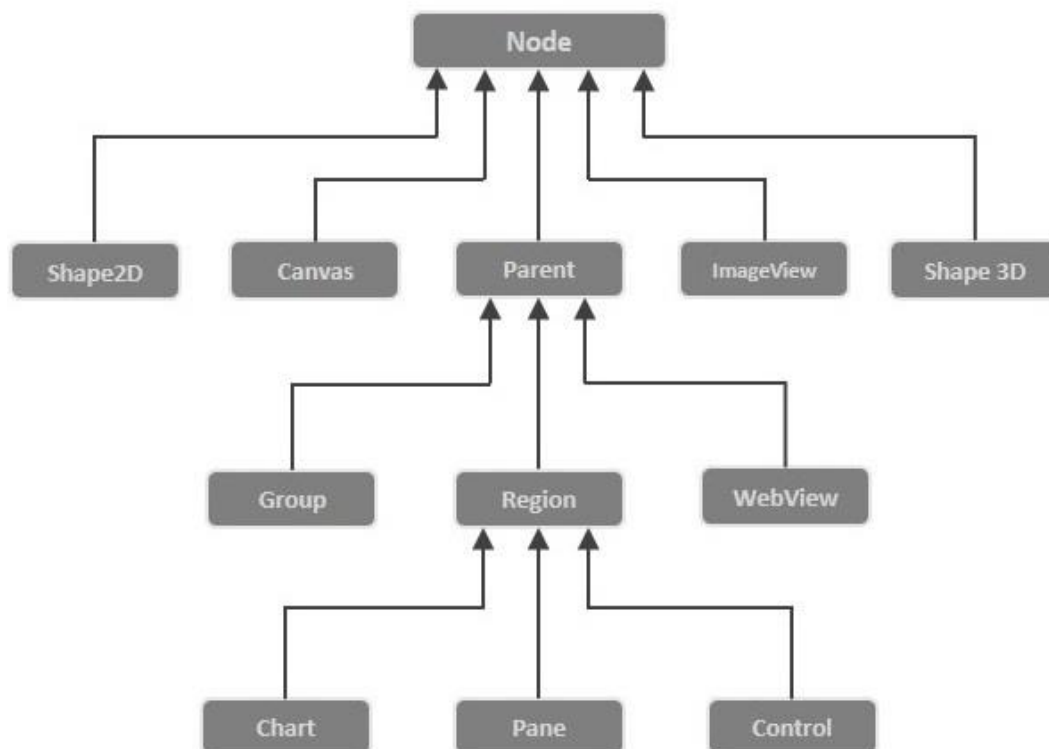 Node
Shape2D
Canvas
Parent
ImageView
Shape 3D
Group
Region
WebView
Chart
Pane
Control